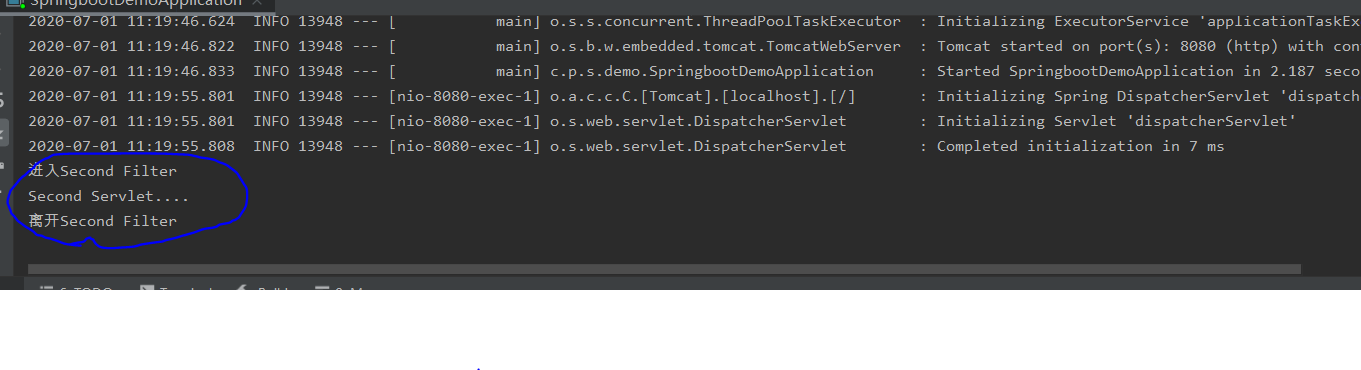 SpringbootDemoApplication ×
2020-07-01 11:19:46.624  INFO 13948 --- [           main] o.s.s.concurrent.ThreadPoolTaskExecutor  : Initializing ExecutorService 'applicationTaskEx
2020-07-01 11:19:46.822  INFO 13948 --- [           main] o.s.b.w.embedded.tomcat.TomcatWebServer  : Tomcat started on port(s): 8080 (http) with con
2020-07-01 11:19:46.833  INFO 13948 --- [           main] c.p.s.demo.SpringbootDemoApplication     : Started SpringbootDemoApplication in 2.187 seco
2020-07-01 11:19:55.801  INFO 13948 --- [nio-8080-exec-1] o.a.c.c.C.[Tomcat].[localhost].[/]       : Initializing Spring DispatcherServlet 'dispatch
2020-07-01 11:19:55.801  INFO 13948 --- [nio-8080-exec-1] o.s.web.servlet.DispatcherServlet        : Initializing Servlet 'dispatcherServlet'
2020-07-01 11:19:55.808  INFO 13948 --- [nio-8080-exec-1] o.s.web.servlet.DispatcherServlet        : Completed initialization in 7 ms
进入Second Filter
Second Servlet....
离开Second Filter